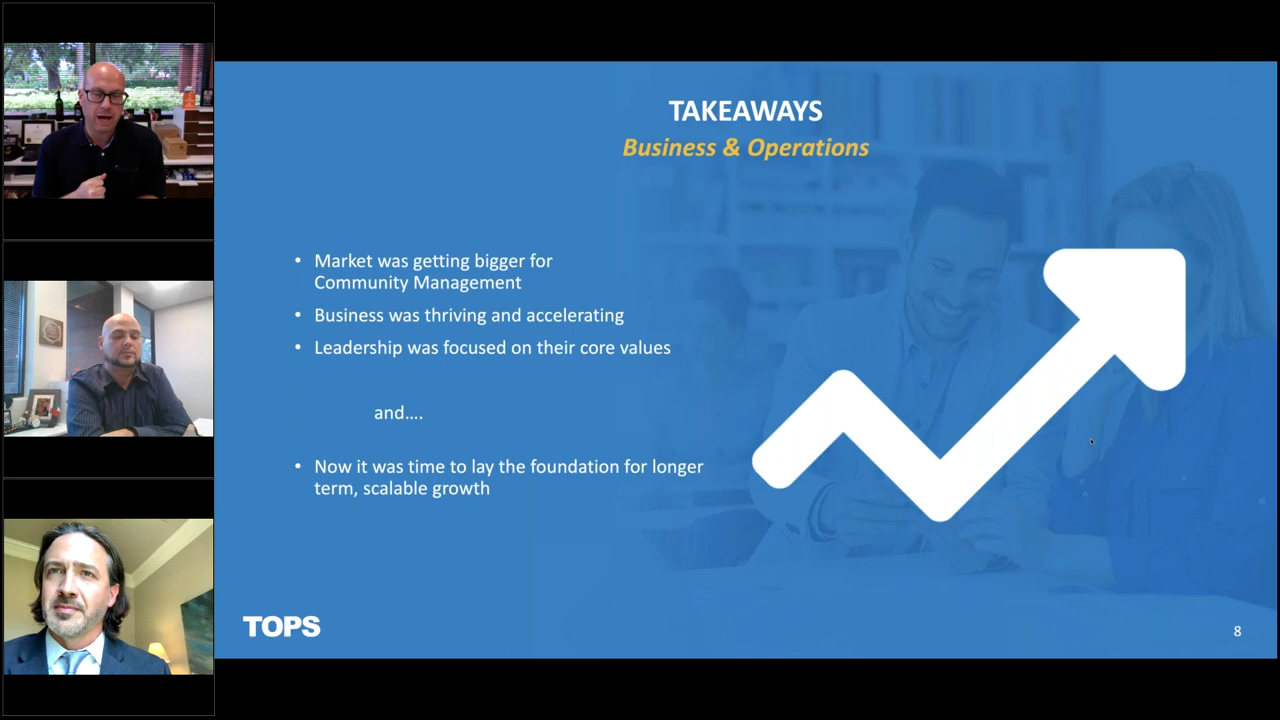 TAKEAWAYS
Business & Operations
• Market was getting bigger for
Community Management
• Business was thriving and accelerating
• Leadership was focused on their core values
and....
• Now it was time to lay the foundation for longer
term, scalable growth
TOPS
8